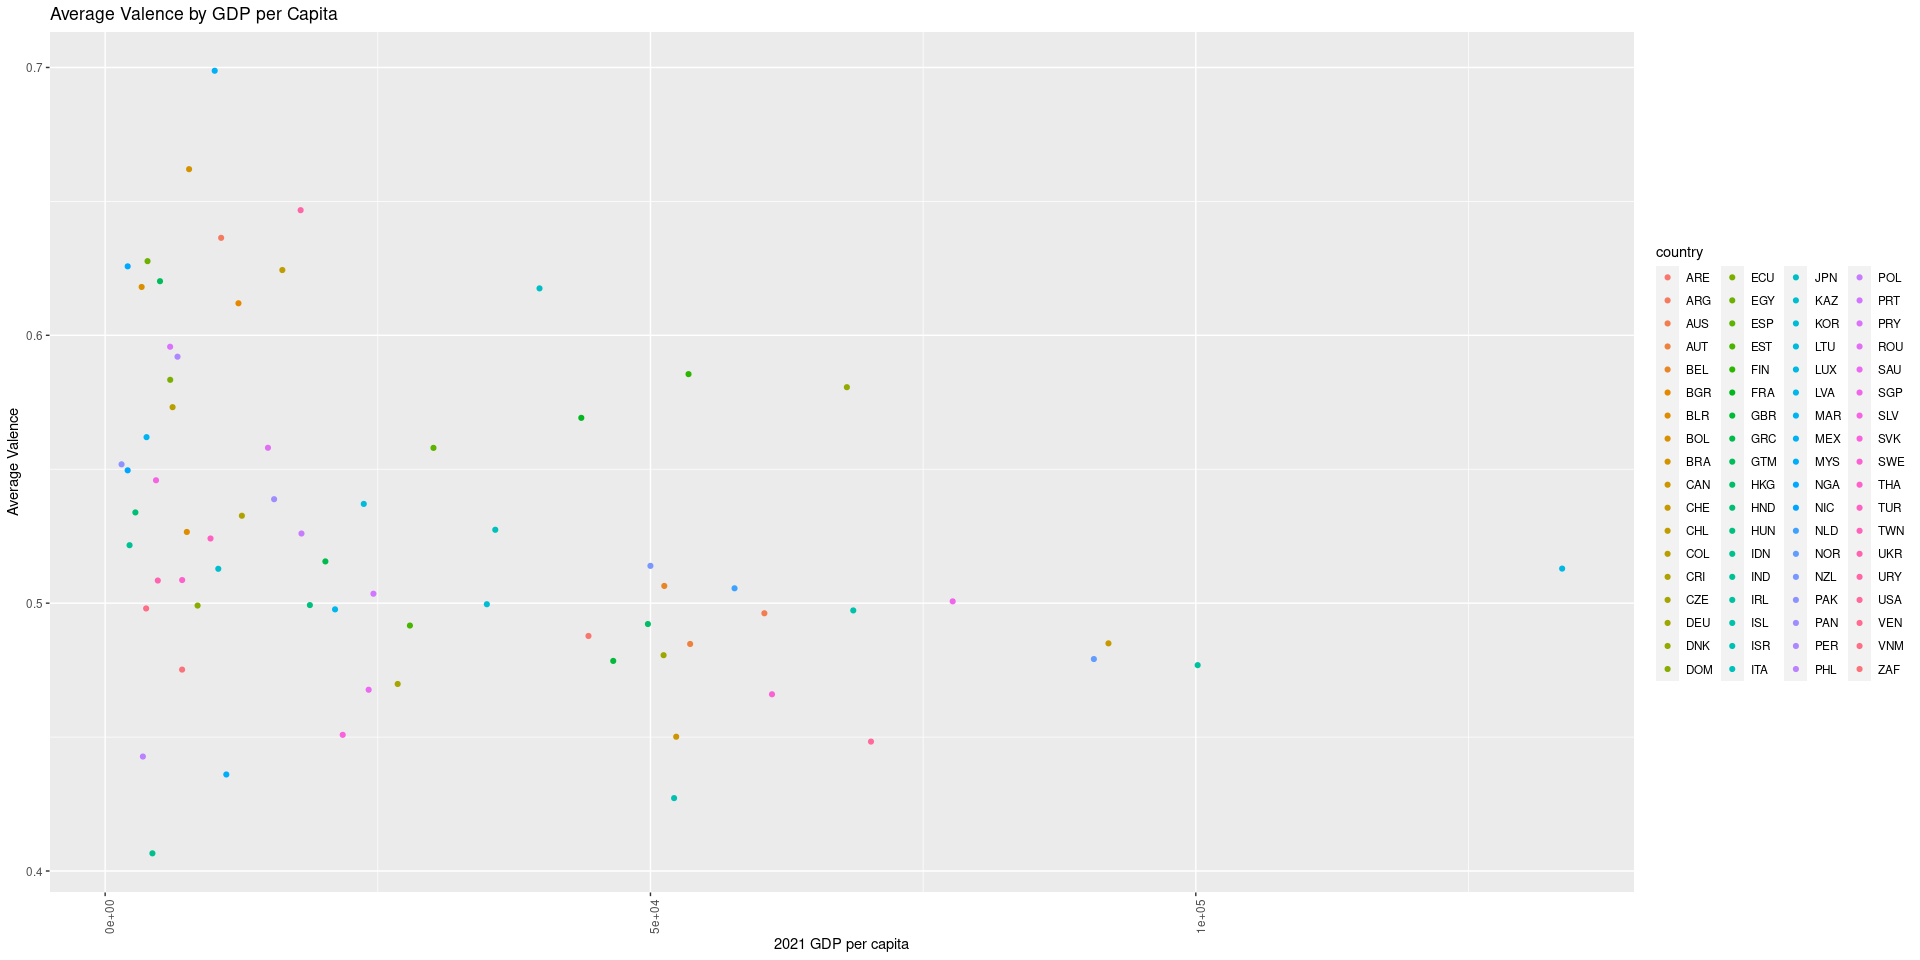 Average Valence by GDP per Capita
Average Valence
0.7
0.6
0.5
0.4
0e+00
5e+04
1e+05
2021 GDP per capita
country
ARE
ARG
AUS
AUT
BEL
BGR
BLR
BOL
BRA
CAN
CHE
CHL
COL
CRI
CZE
DEU
DNK
DOM
ECU
EGY
ESP
EST
FIN
FRA
GBR
GRC
GTM
HKG
HND
HUN
IDN
IND
IRL
ISL
ISR
ITA
JPN
KAZ
KOR
LTU
LUX
LVA
MAR
MEX
MYS
NGA
NIC
NLD
NOR
NZL
PAK
PAN
PER
PHL
POL
PRT
PRY
ROU
SAU
SGP
SLV
SVK
SWE
THA
TUR
TWN
UKR
URY
USA
VEN
VNM
ZAF